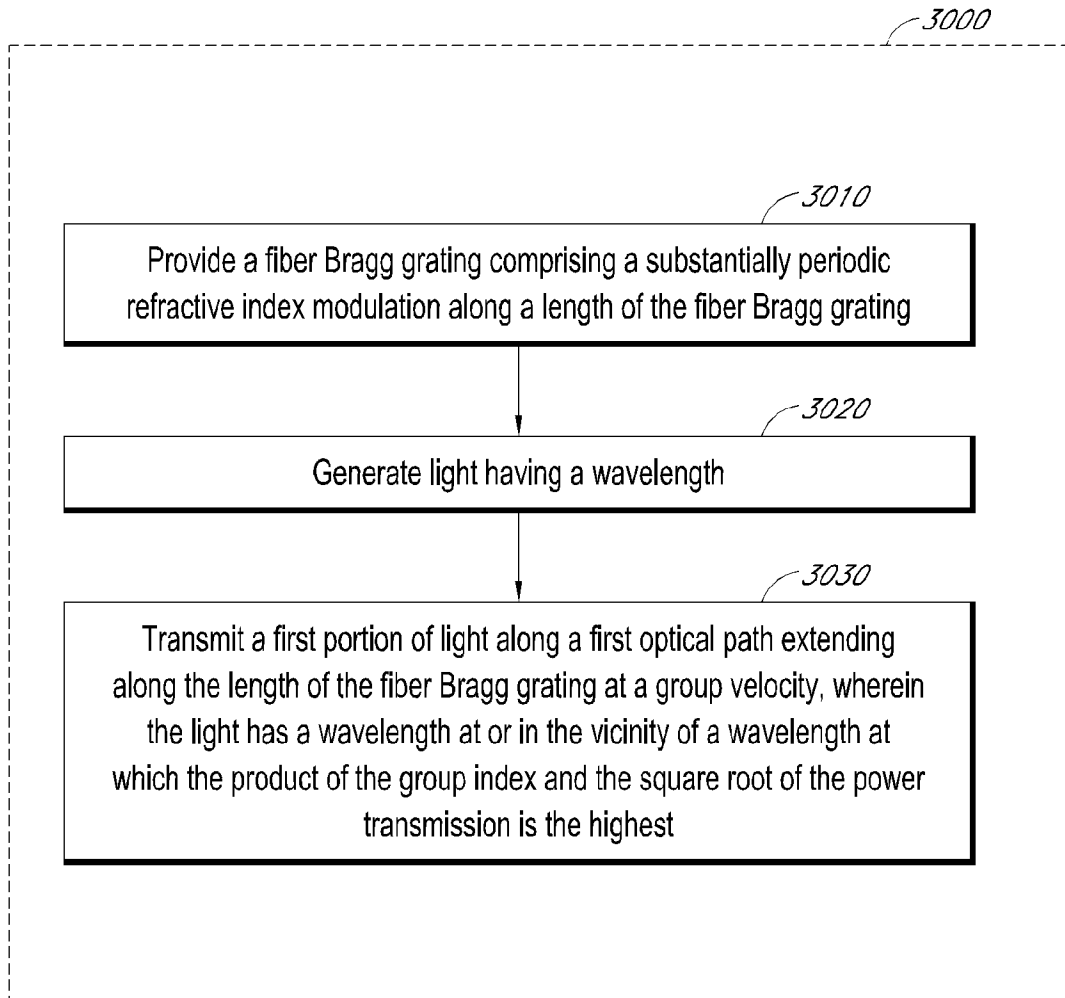 3000
3010
Provide a fiber Bragg grating comprising a substantially periodic
refractive index modulation along a length of the fiber Bragg grating
3020
Generate light having a wavelength
3030
Transmit a first portion of light along a first optical path extending
along the length of the fiber Bragg grating at a group velocity, wherein
the light has a wavelength at or in the vicinity of a wavelength at
which the product of the group index and the square root of the power
transmission is the highest